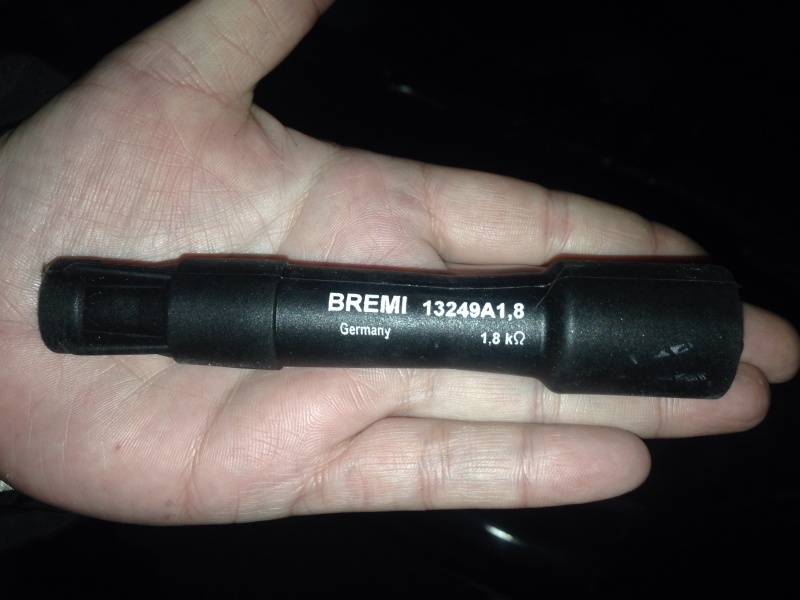 BREMI 13249A1,8
Germany 1,8 kΩ